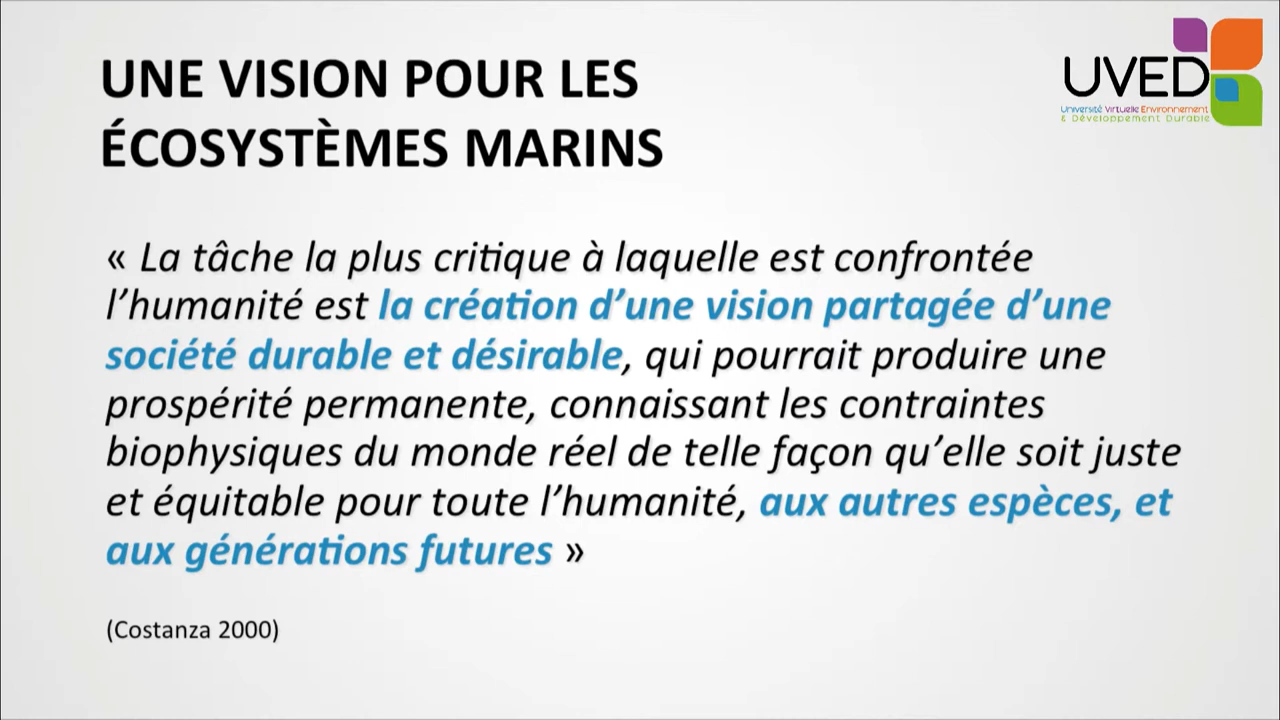 UNE VISION POUR LES
ÉCOSYSTÈMES MARINS
UVED
Université Virtuelle Environnement
& Développement Durable
« La tâche la plus critique à laquelle est confrontée
l’humanité est la création d’une vision partagée d’une
société durable et désirable, qui pourrait produire une
prospérité permanente, connaissant les contraintes
biophysiques du monde réel de telle façon qu’elle soit juste
et équitable pour toute l’humanité, aux autres espèces, et
aux générations futures »
(Costanza 2000)